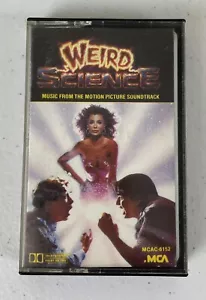 WEIRD
SCIENCE
MUSIC FROM THE MOTION PICTURE SOUNDTRACK
MCAC-6152
MCA